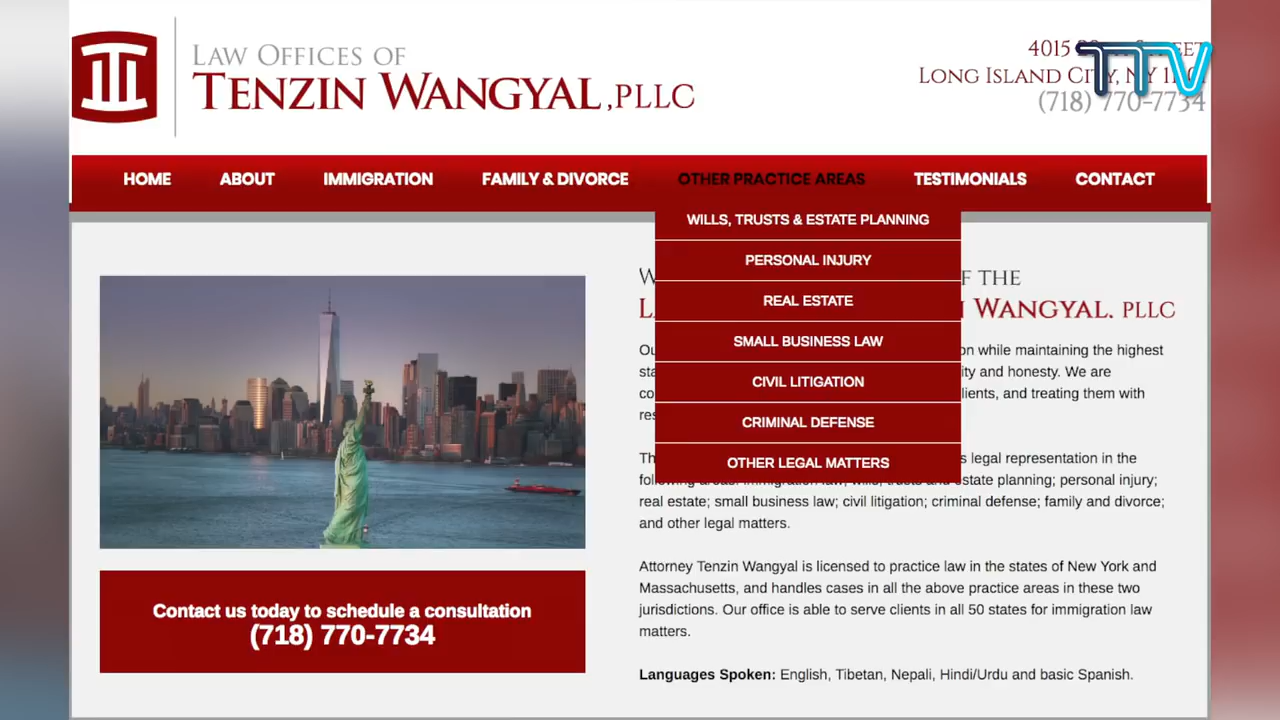 LAW OFFICES OF
TENZIN WANGYAL, PLLC
4015
LONG ISLAND CITY, NY
(718) 770-7734
TTV
HOME
ABOUT
IMMIGRATION
FAMILY & DIVORCE
OTHER PRACTICE AREAS
TESTIMONIALS
CONTACT
WILLS, TRUSTS & ESTATE PLANNING
PERSONAL INJURY
REAL ESTATE
SMALL BUSINESS LAW
CIVIL LITIGATION
CRIMINAL DEFENSE
OTHER LEGAL MATTERS
OF THE
WANGYAL, PLLC
while maintaining the highest
and honesty. We are
and treating them with
legal representation in the
estate planning; personal injury;
real estate; small business law; civil litigation; criminal defense; family and divorce;
and other legal matters.
Attorney Tenzin Wangyal is licensed to practice law in the states of New York and
Massachusetts, and handles cases in all the above practice areas in these two
jurisdictions. Our office is able to serve clients in all 50 states for immigration law
matters.
Languages Spoken: English, Tibetan, Nepali, Hindi/Urdu and basic Spanish.
Contact us today to schedule a consultation
(718) 770-7734